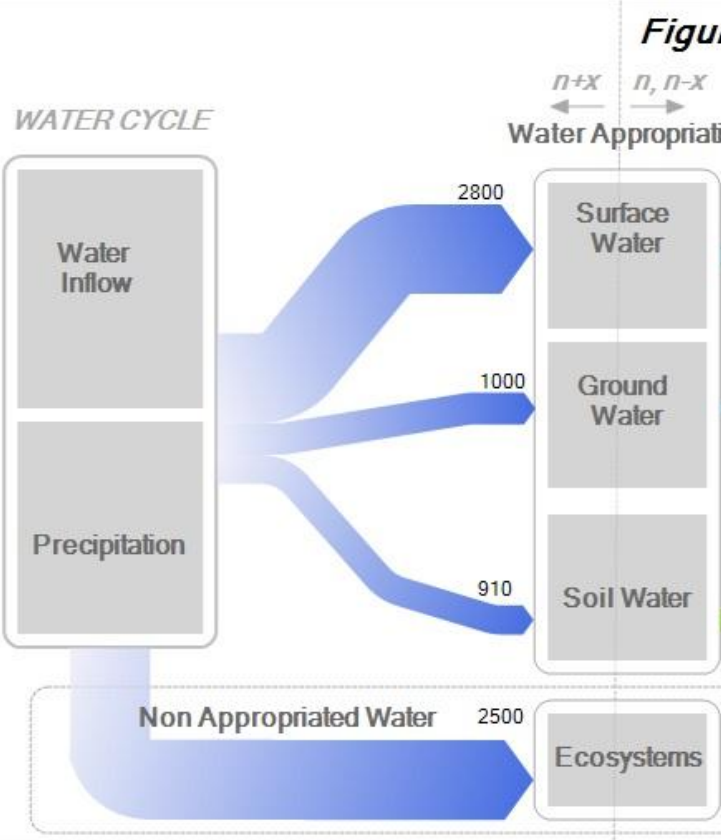 Figur
n+x
n, n-x
WATER CYCLE
Water Appropriati
2800
Surface
Water
Water
Inflow
1000
Ground
Water
Precipitation
910
Soil Water
Non Appropriated Water
2500
Ecosystems